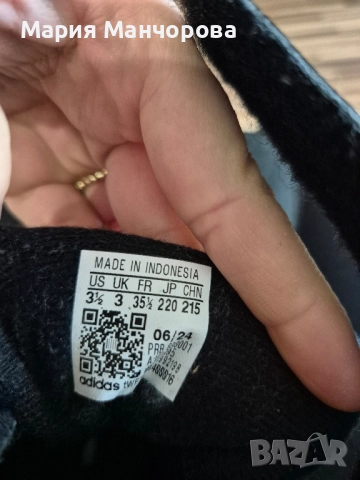 Мария Манчорова
MADE IN INDONESIA
US UK FR JP CHN
3½ 3 35½ 220 215
06/24
adidas
BAZAR
bg